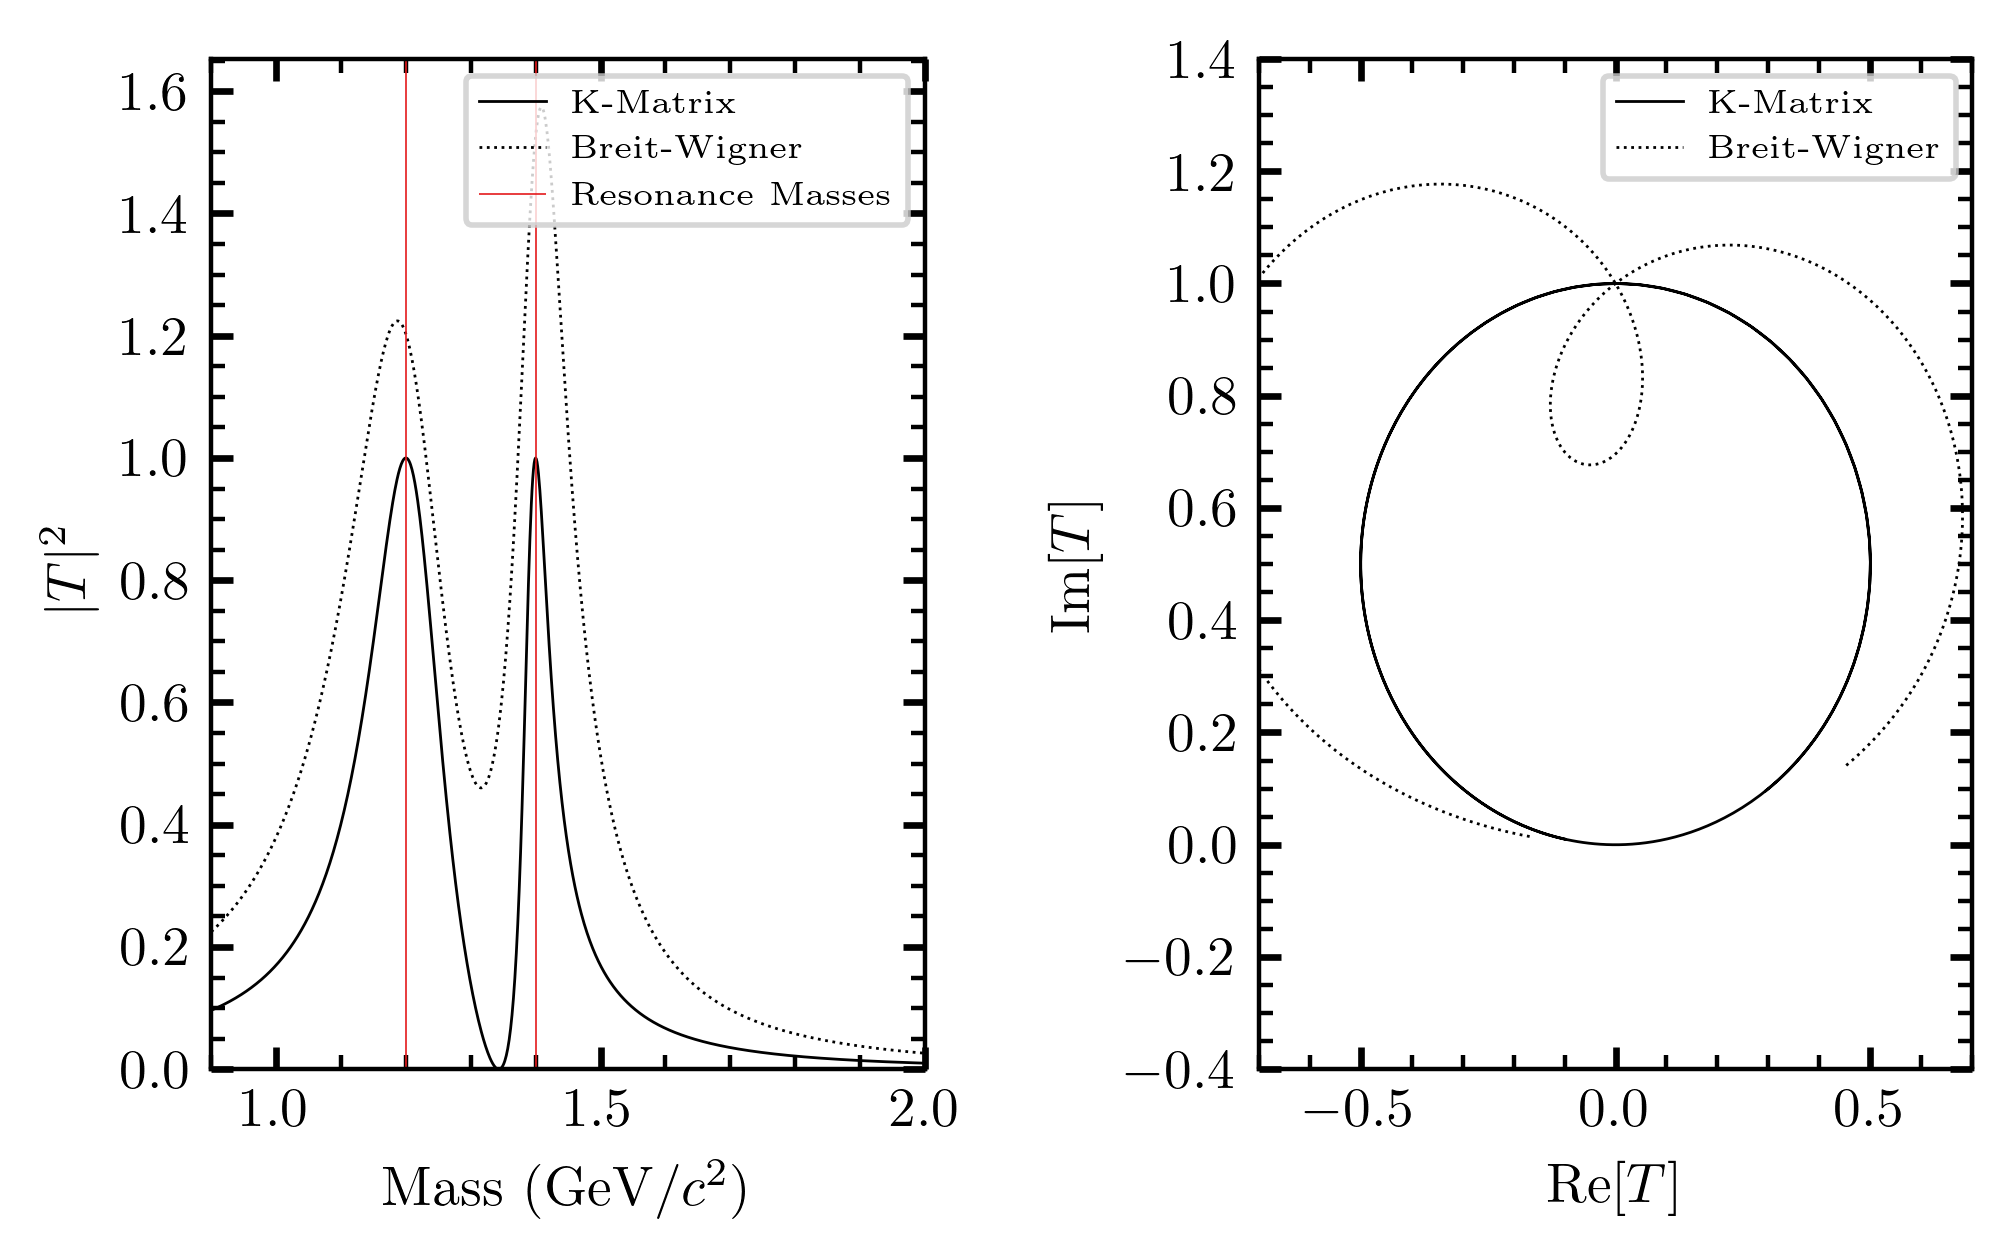 K-Matrix
Breit-Wigner
Resonance Masses
1.6
1.4
1.2
1.0
0.8
0.6
0.4
0.2
0.0
|T|²
1.0 1.5 2.0
Mass (GeV/c²)
K-Matrix
Breit-Wigner
1.4
1.2
1.0
0.8
0.6
0.4
0.2
0.0
−0.2
−0.4
Im[T]
−0.5 0.0 0.5
Re[T]